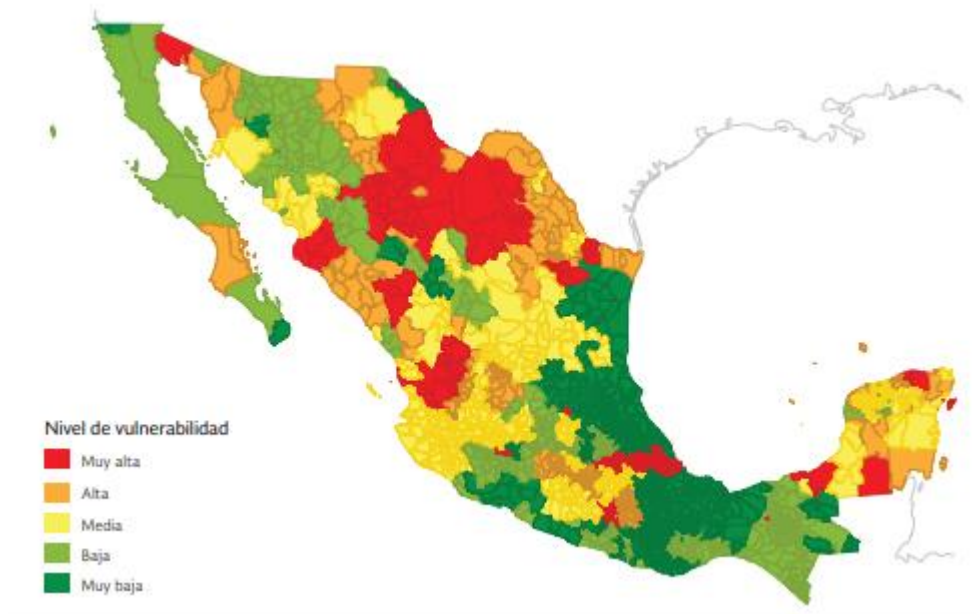 Nivel de vulnerabilidad
Muy alta
Alta
Media
Baja
Muy baja